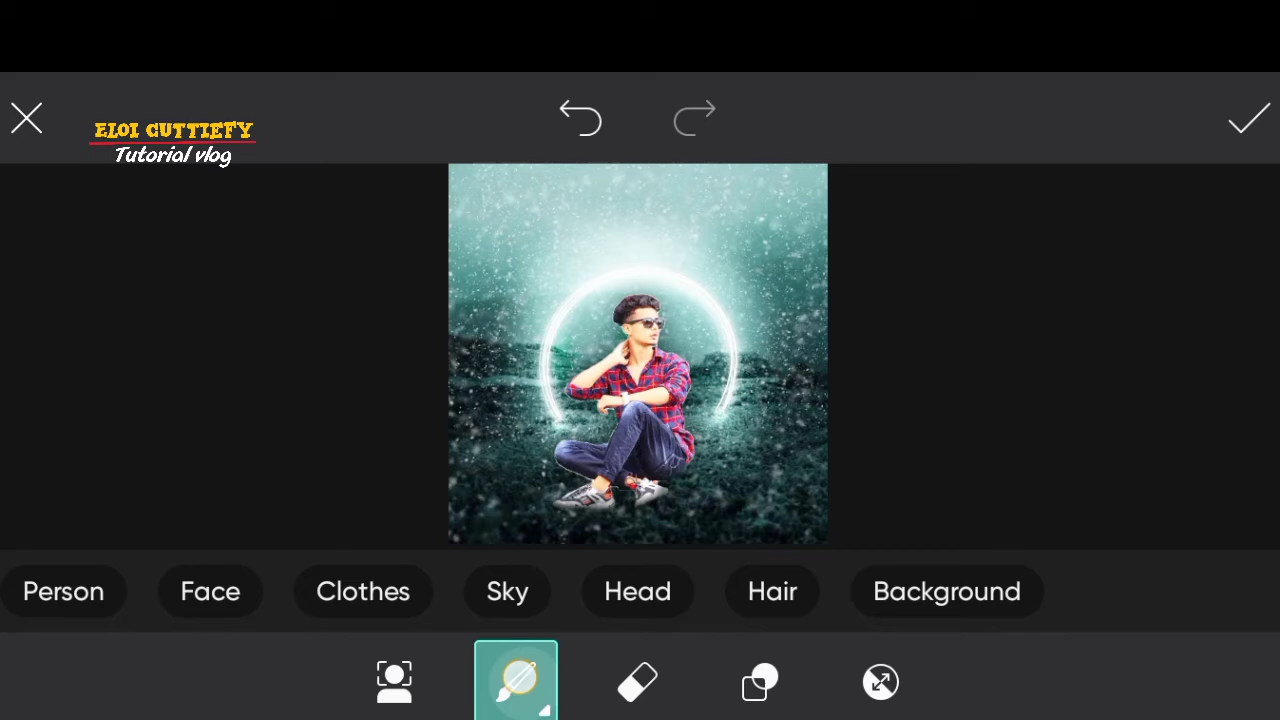 ELOI CUTTIEFY
Tutorial vlog
Person
Face
Clothes
Sky
Head
Hair
Background